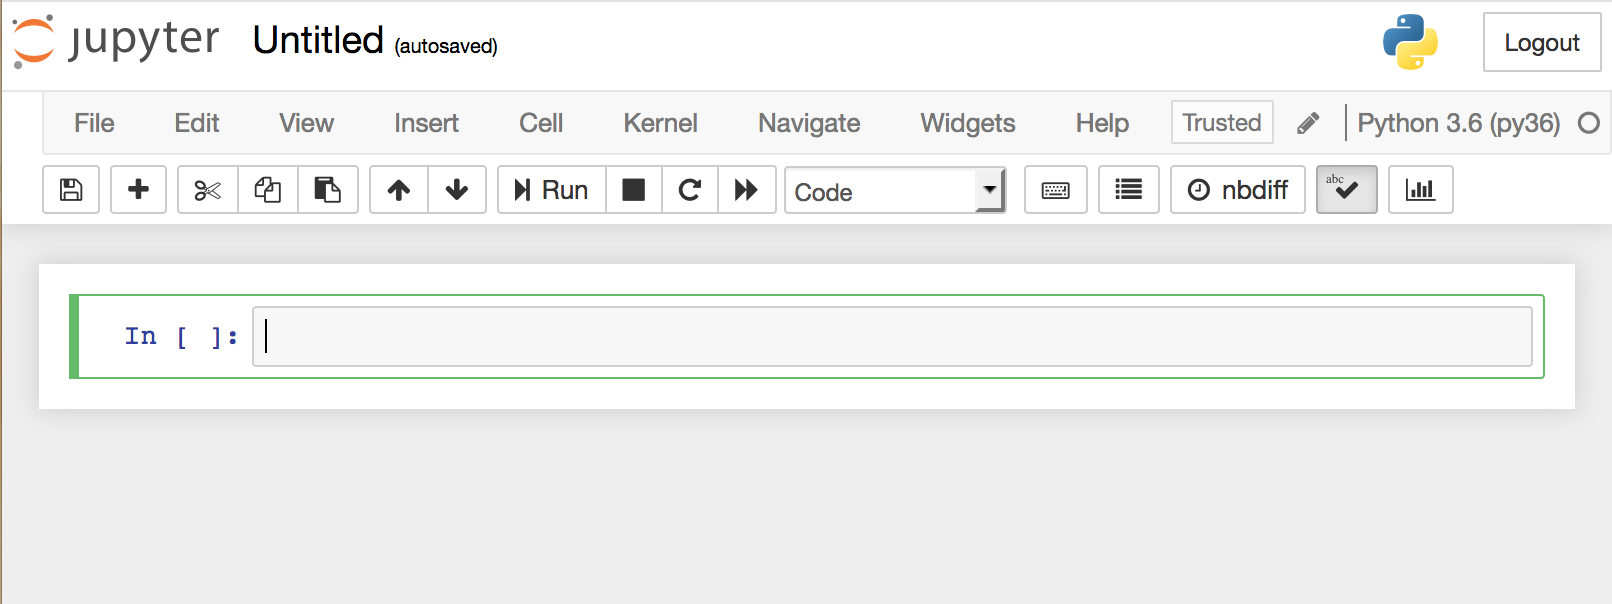 jupyter Untitled (autosaved) Logout
File Edit View Insert Cell Kernel Navigate Widgets Help Trusted Python 3.6 (py36)
Run Code nbdiff abc
In [ ]: